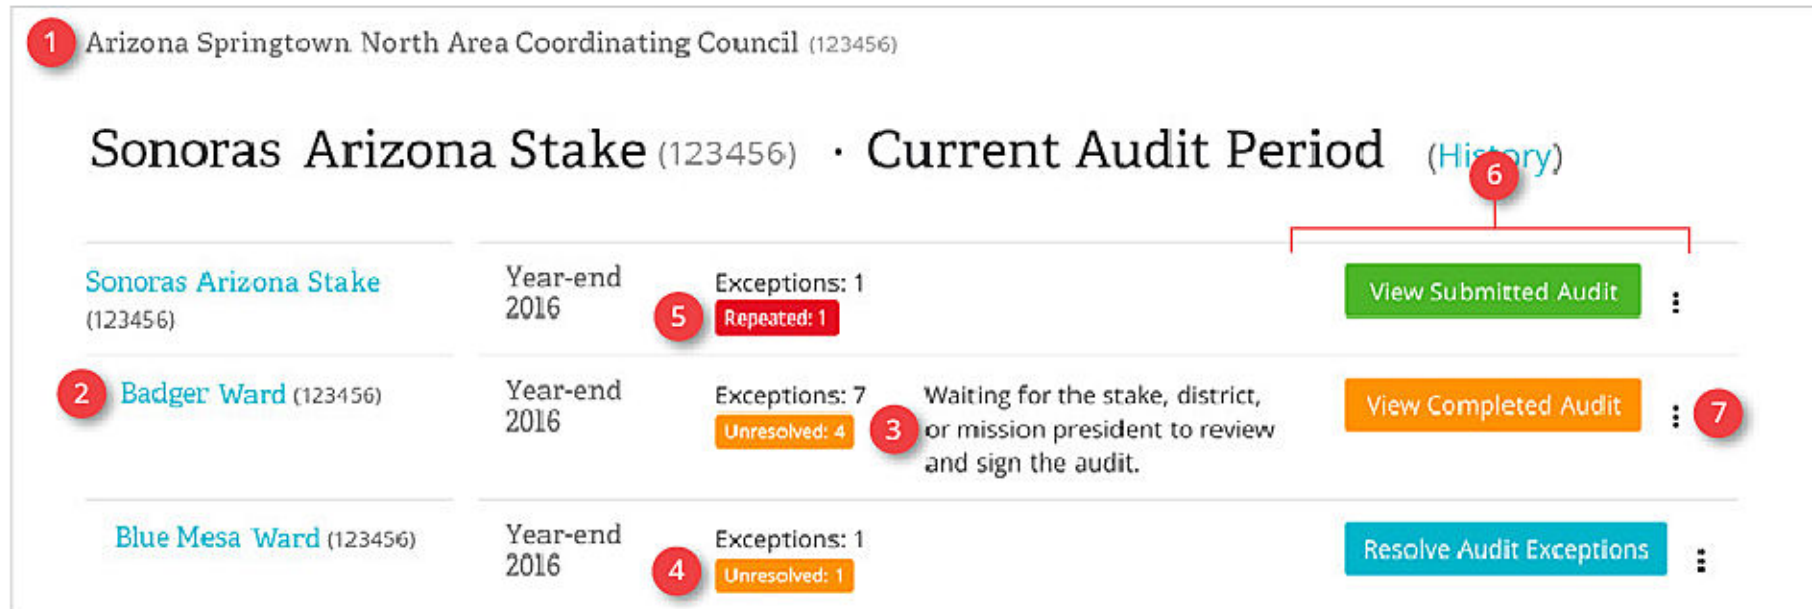 1 Arizona Springtown North Area Coordinating Council (123456)
Sonoras Arizona Stake (123456) · Current Audit Period (History)
6
Sonoras Arizona Stake
(123456)
Year-end
2016
Exceptions: 1
5 Repeated: 1
View Submitted Audit
2 Badger Ward (123456)
Year-end
2016
Exceptions: 7
Unresolved: 4
3
Waiting for the stake, district,
or mission president to review
and sign the audit.
View Completed Audit
7
Blue Mesa Ward (123456)
Year-end
2016
Exceptions: 1
4 Unresolved: 1
Resolve Audit Exceptions